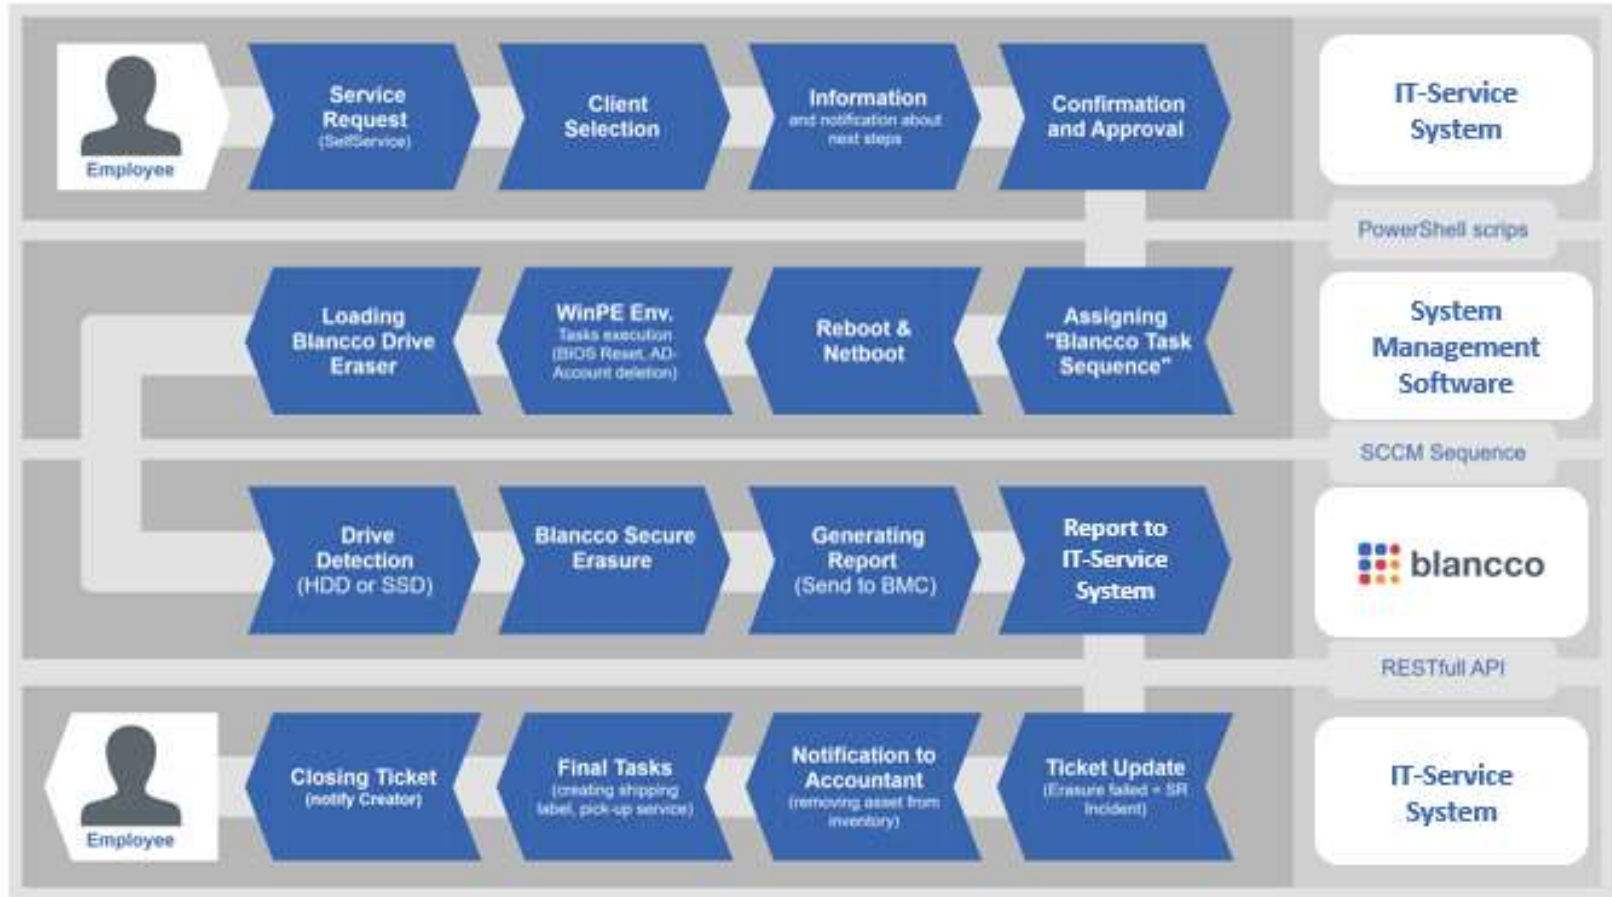 Employee
Service
Request
(SelfService)
Client
Selection
Information
and notification about
next steps
Confirmation
and Approval
IT-Service
System
PowerShell scrips
Loading
Blancco Drive
Eraser
WinPE Env.
Tasks execution
(BIOS Reset, AD-
Account deletion)
Reboot &
Netboot
Assigning
"Blancco Task
Sequence"
System
Management
Software
SCCM Sequence
Drive
Detection
(HDD or SSD)
Blancco Secure
Erasure
Generating
Report
(Send to BMC)
Report to
IT-Service
System
blancco
RESTfull API
Employee
Closing Ticket
(notify Creator)
Final Tasks
(creating shipping
label, pick-up service)
Notification to
Accountant
(removing asset from
inventory)
Ticket Update
(Erasure failed = SR
Incident)
IT-Service
System